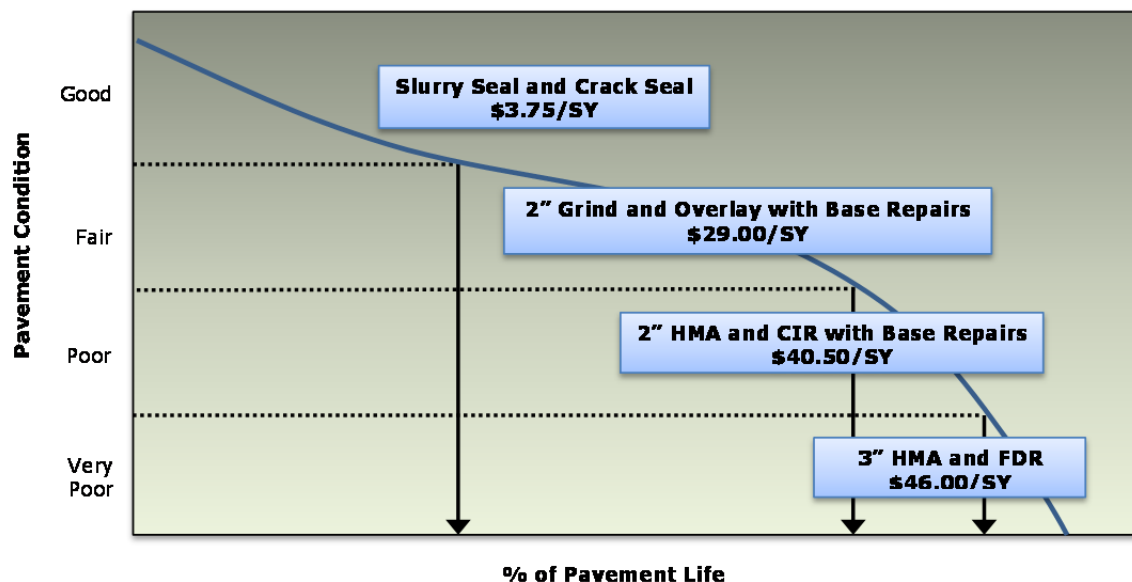 Pavement Condition
Good
Fair
Poor
Very
Poor
Slurry Seal and Crack Seal
$3.75/SY
2” Grind and Overlay with Base Repairs
$29.00/SY
2” HMA and CIR with Base Repairs
$40.50/SY
3” HMA and FDR
$46.00/SY
% of Pavement Life